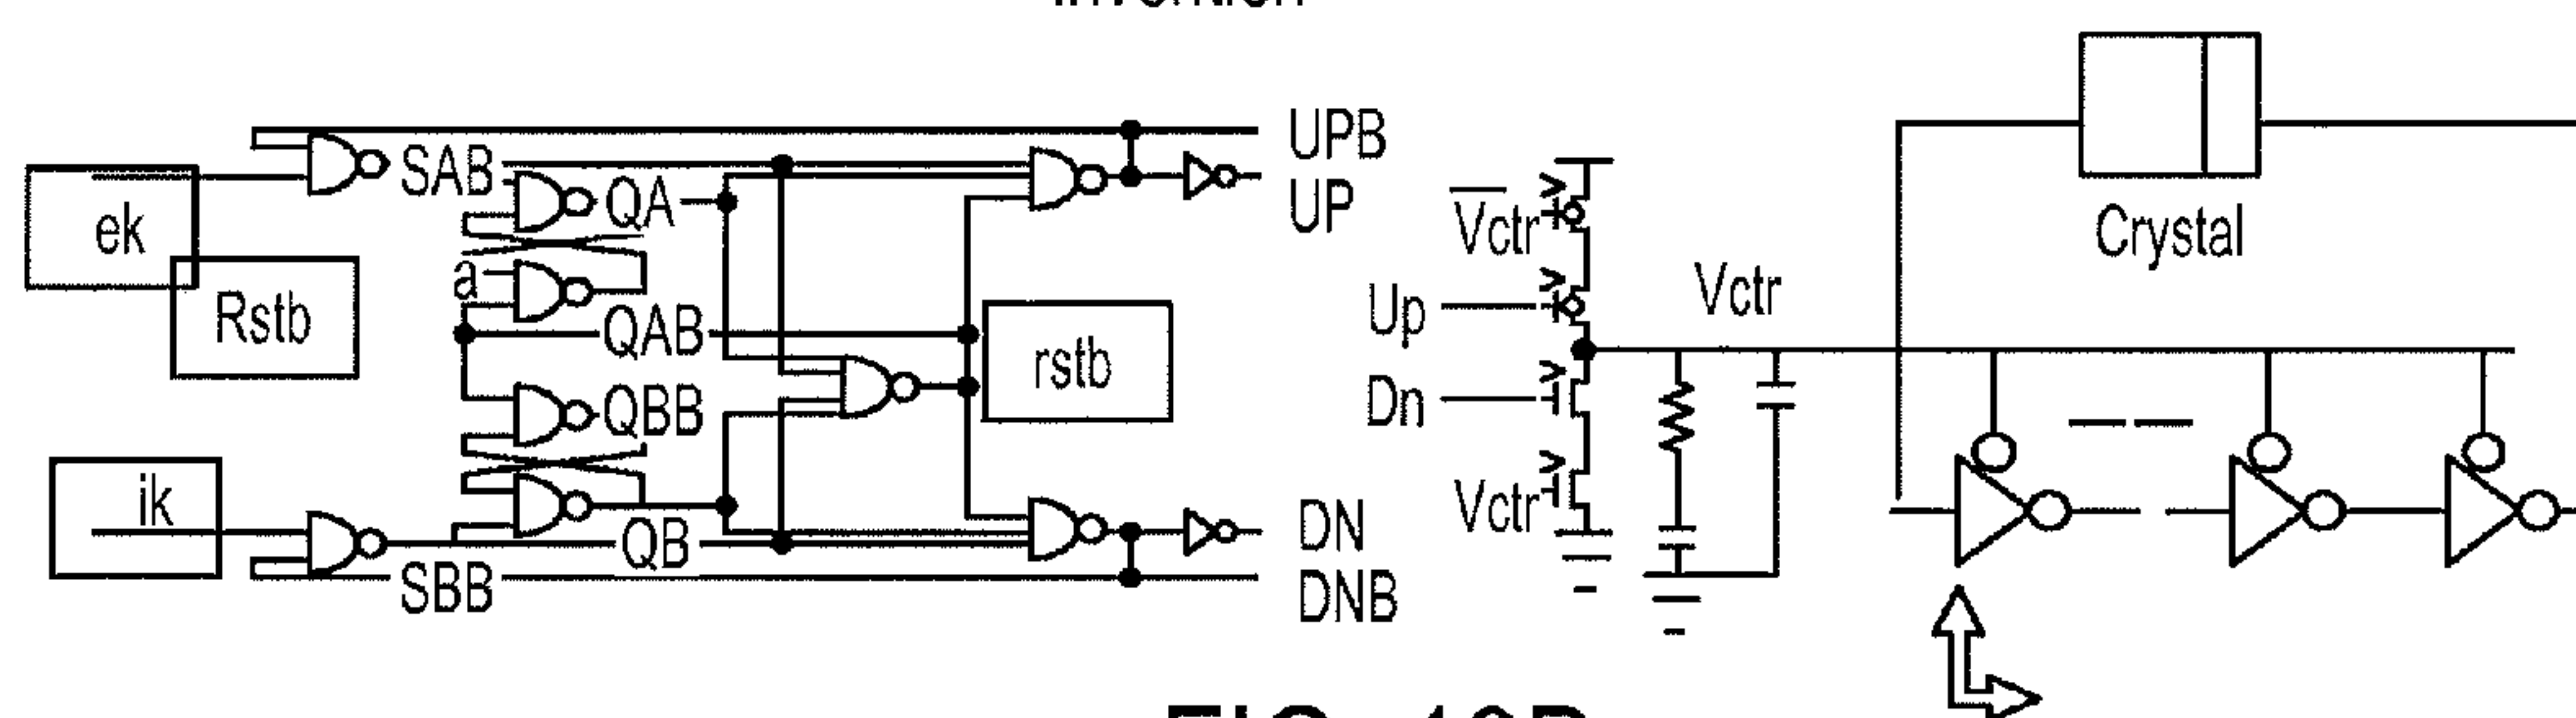 UPB
SAB
ek
QA
UP
Vctr
Crystal
a
Rstb
Up
Vctr
QAB
rstb
QBB
Dn
ik
Vctr
DN
QB
SBB
DNB